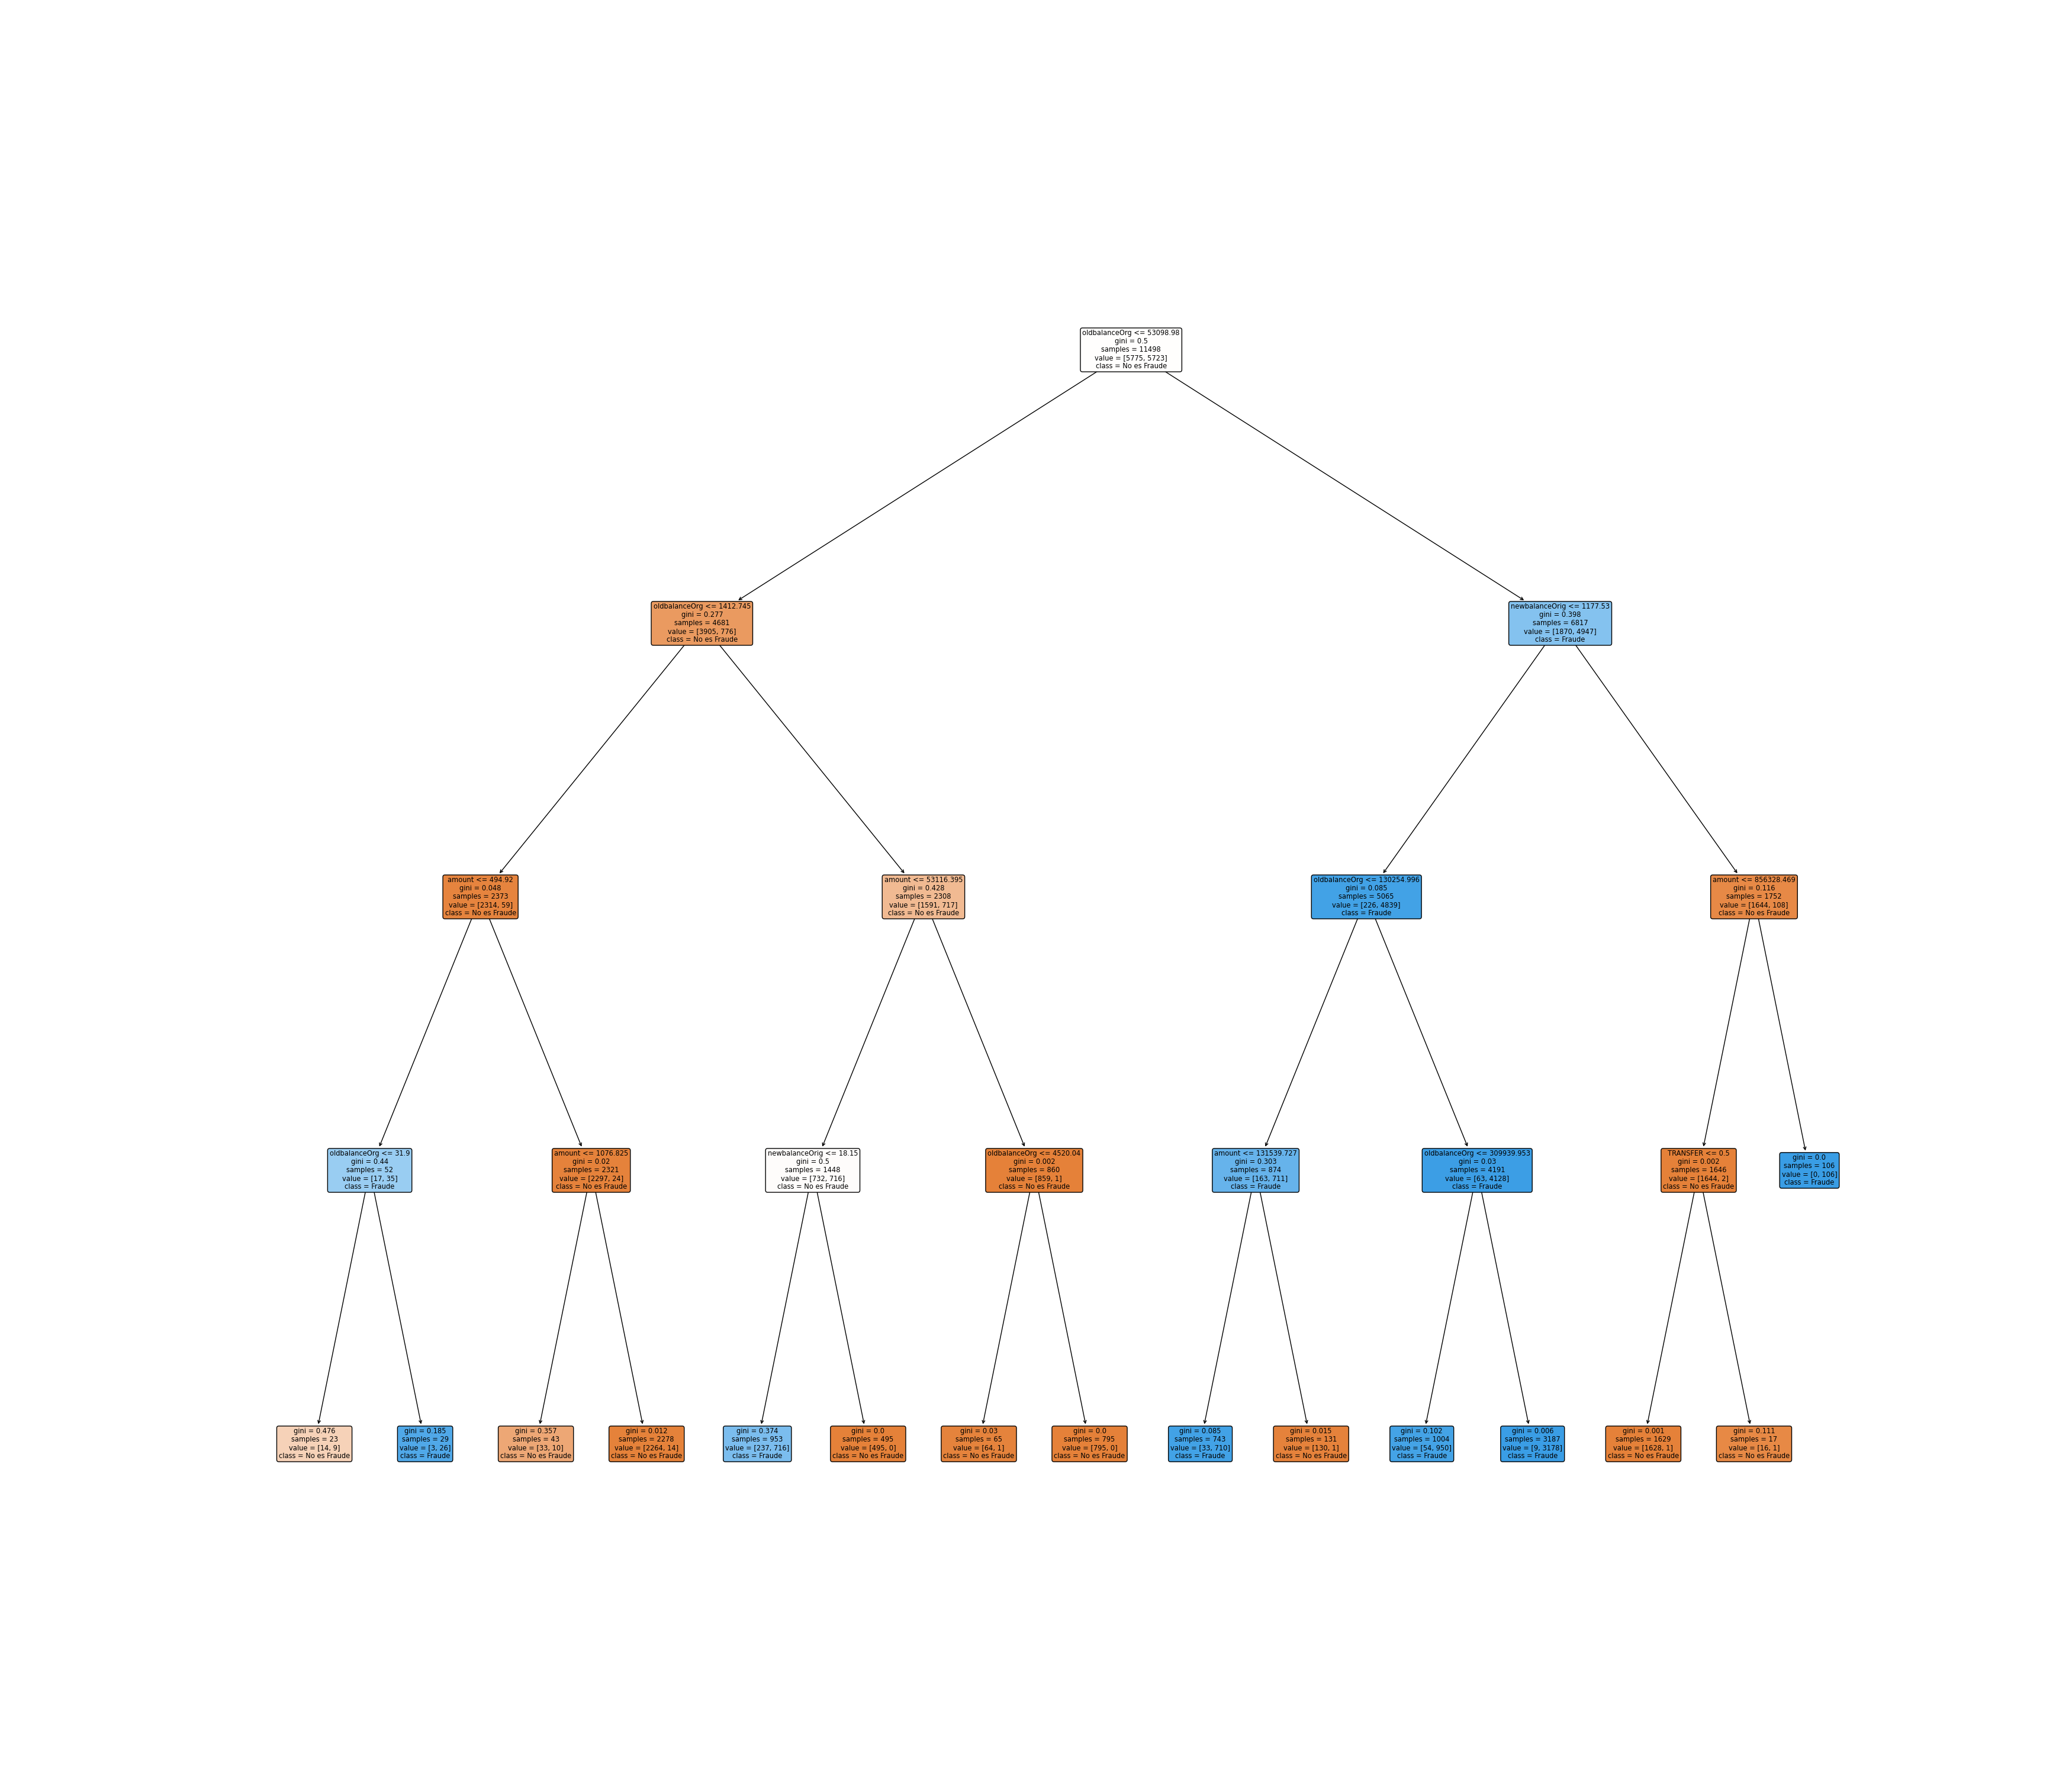 oldbalanceOrg <= 53098.98
gini = 0.5
samples = 11498
value = [5775, 5723]
class = No es Fraude
oldbalanceOrg <= 1412.745
gini = 0.277
samples = 4681
value = [3905, 776]
class = No es Fraude
newbalanceOrig <= 1177.53
gini = 0.398
samples = 6817
value = [1870, 4947]
class = Fraude
amount <= 494.92
gini = 0.048
samples = 2373
value = [2314, 59]
class = No es Fraude
amount <= 53116.395
gini = 0.428
samples = 2308
value = [1591, 717]
class = No es Fraude
oldbalanceOrg <= 130254.996
gini = 0.085
samples = 5065
value = [226, 4839]
class = Fraude
amount <= 856328.469
gini = 0.116
samples = 1752
value = [1644, 108]
class = No es Fraude
oldbalanceOrg <= 31.9
gini = 0.44
samples = 52
value = [17, 35]
class = Fraude
amount <= 1076.825
gini = 0.02
samples = 2321
value = [2297, 24]
class = No es Fraude
newbalanceOrig <= 18.15
gini = 0.5
samples = 1448
value = [732, 716]
class = No es Fraude
oldbalanceOrg <= 4520.04
gini = 0.002
samples = 860
value = [859, 1]
class = No es Fraude
amount <= 131539.727
gini = 0.303
samples = 874
value = [163, 711]
class = Fraude
oldbalanceOrg <= 309939.953
gini = 0.03
samples = 4191
value = [63, 4128]
class = Fraude
TRANSFER <= 0.5
gini = 0.002
samples = 1646
value = [1644, 2]
class = No es Fraude
gini = 0.0
samples = 106
value = [0, 106]
class = Fraude
gini = 0.476
samples = 23
value = [14, 9]
class = No es Fraude
gini = 0.185
samples = 29
value = [3, 26]
class = Fraude
gini = 0.357
samples = 43
value = [33, 10]
class = No es Fraude
gini = 0.012
samples = 2278
value = [2264, 14]
class = No es Fraude
gini = 0.374
samples = 953
value = [237, 716]
class = Fraude
gini = 0.0
samples = 495
value = [495, 0]
class = No es Fraude
gini = 0.03
samples = 65
value = [64, 1]
class = No es Fraude
gini = 0.0
samples = 795
value = [795, 0]
class = No es Fraude
gini = 0.085
samples = 743
value = [33, 710]
class = Fraude
gini = 0.015
samples = 131
value = [130, 1]
class = No es Fraude
gini = 0.102
samples = 1004
value = [54, 950]
class = Fraude
gini = 0.006
samples = 3187
value = [9, 3178]
class = Fraude
gini = 0.001
samples = 1629
value = [1628, 1]
class = No es Fraude
gini = 0.111
samples = 17
value = [16, 1]
class = No es Fraude